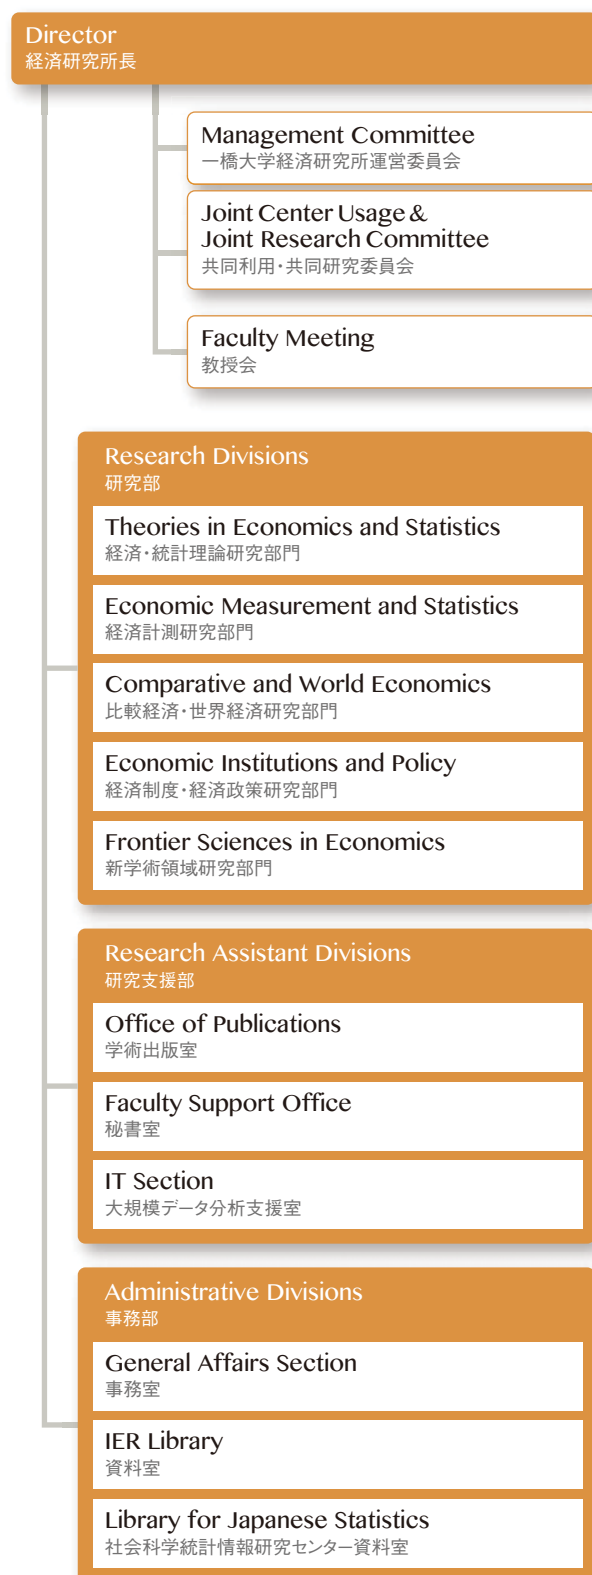 Director
経済研究所長
Management Committee
一橋大学経済研究所運営委員会
Joint Center Usage &
Joint Research Committee
共同利用・共同研究委員会
Faculty Meeting
教授会
Research Divisions
研究部
Theories in Economics and Statistics
経済・統計理論研究部門
Economic Measurement and Statistics
経済計測研究部門
Comparative and World Economics
比較経済・世界経済研究部門
Economic Institutions and Policy
経済制度・経済政策研究部門
Frontier Sciences in Economics
新学術領域研究部門
Research Assistant Divisions
研究支援部
Office of Publications
学術出版室
Faculty Support Office
秘書室
IT Section
大規模データ分析支援室
Administrative Divisions
事務部
General Affairs Section
事務室
IER Library
資料室
Library for Japanese Statistics
社会科学統計情報研究センター資料室